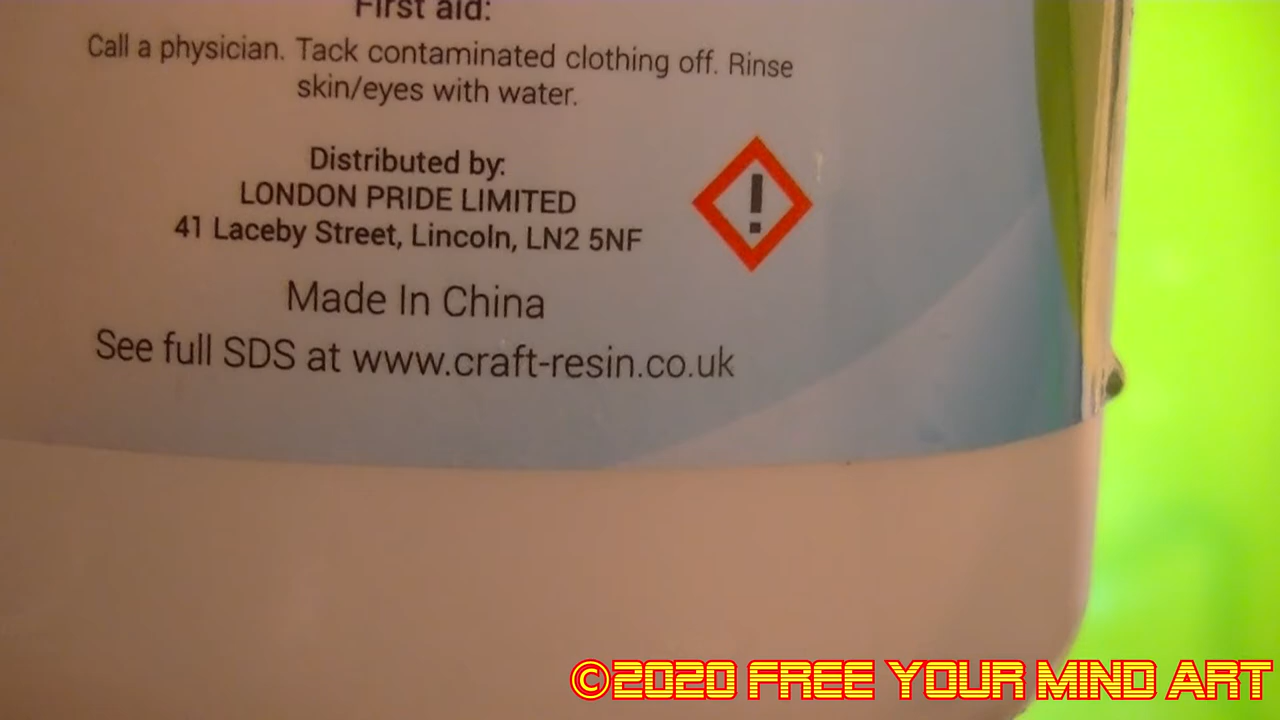 First aid:
Call a physician. Tack contaminated clothing off. Rinse
skin/eyes with water.
Distributed by:
LONDON PRIDE LIMITED
41 Laceby Street, Lincoln, LN2 5NF
Made In China
See full SDS at www.craft-resin.co.uk
©2020 FREE YOUR MIND ART